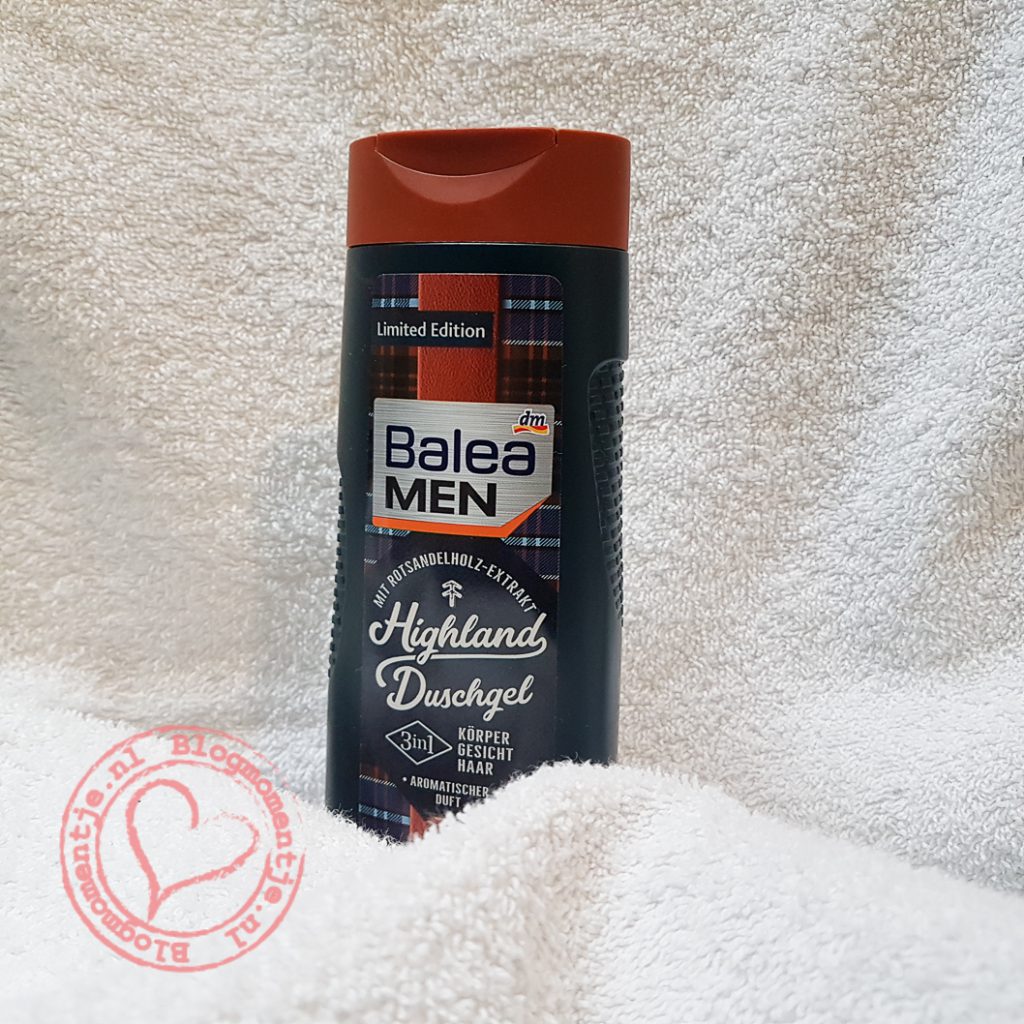 Limited Edition
dm
Balea
MEN
MIT ROTSANDELHOLZ-EXTRAKT
Highland
Duschgel
3in1
KÖRPER
GESICHT
HAAR
• AROMATISCHER
DUFT
Blogmomentje.nl Blogmomentje.nl